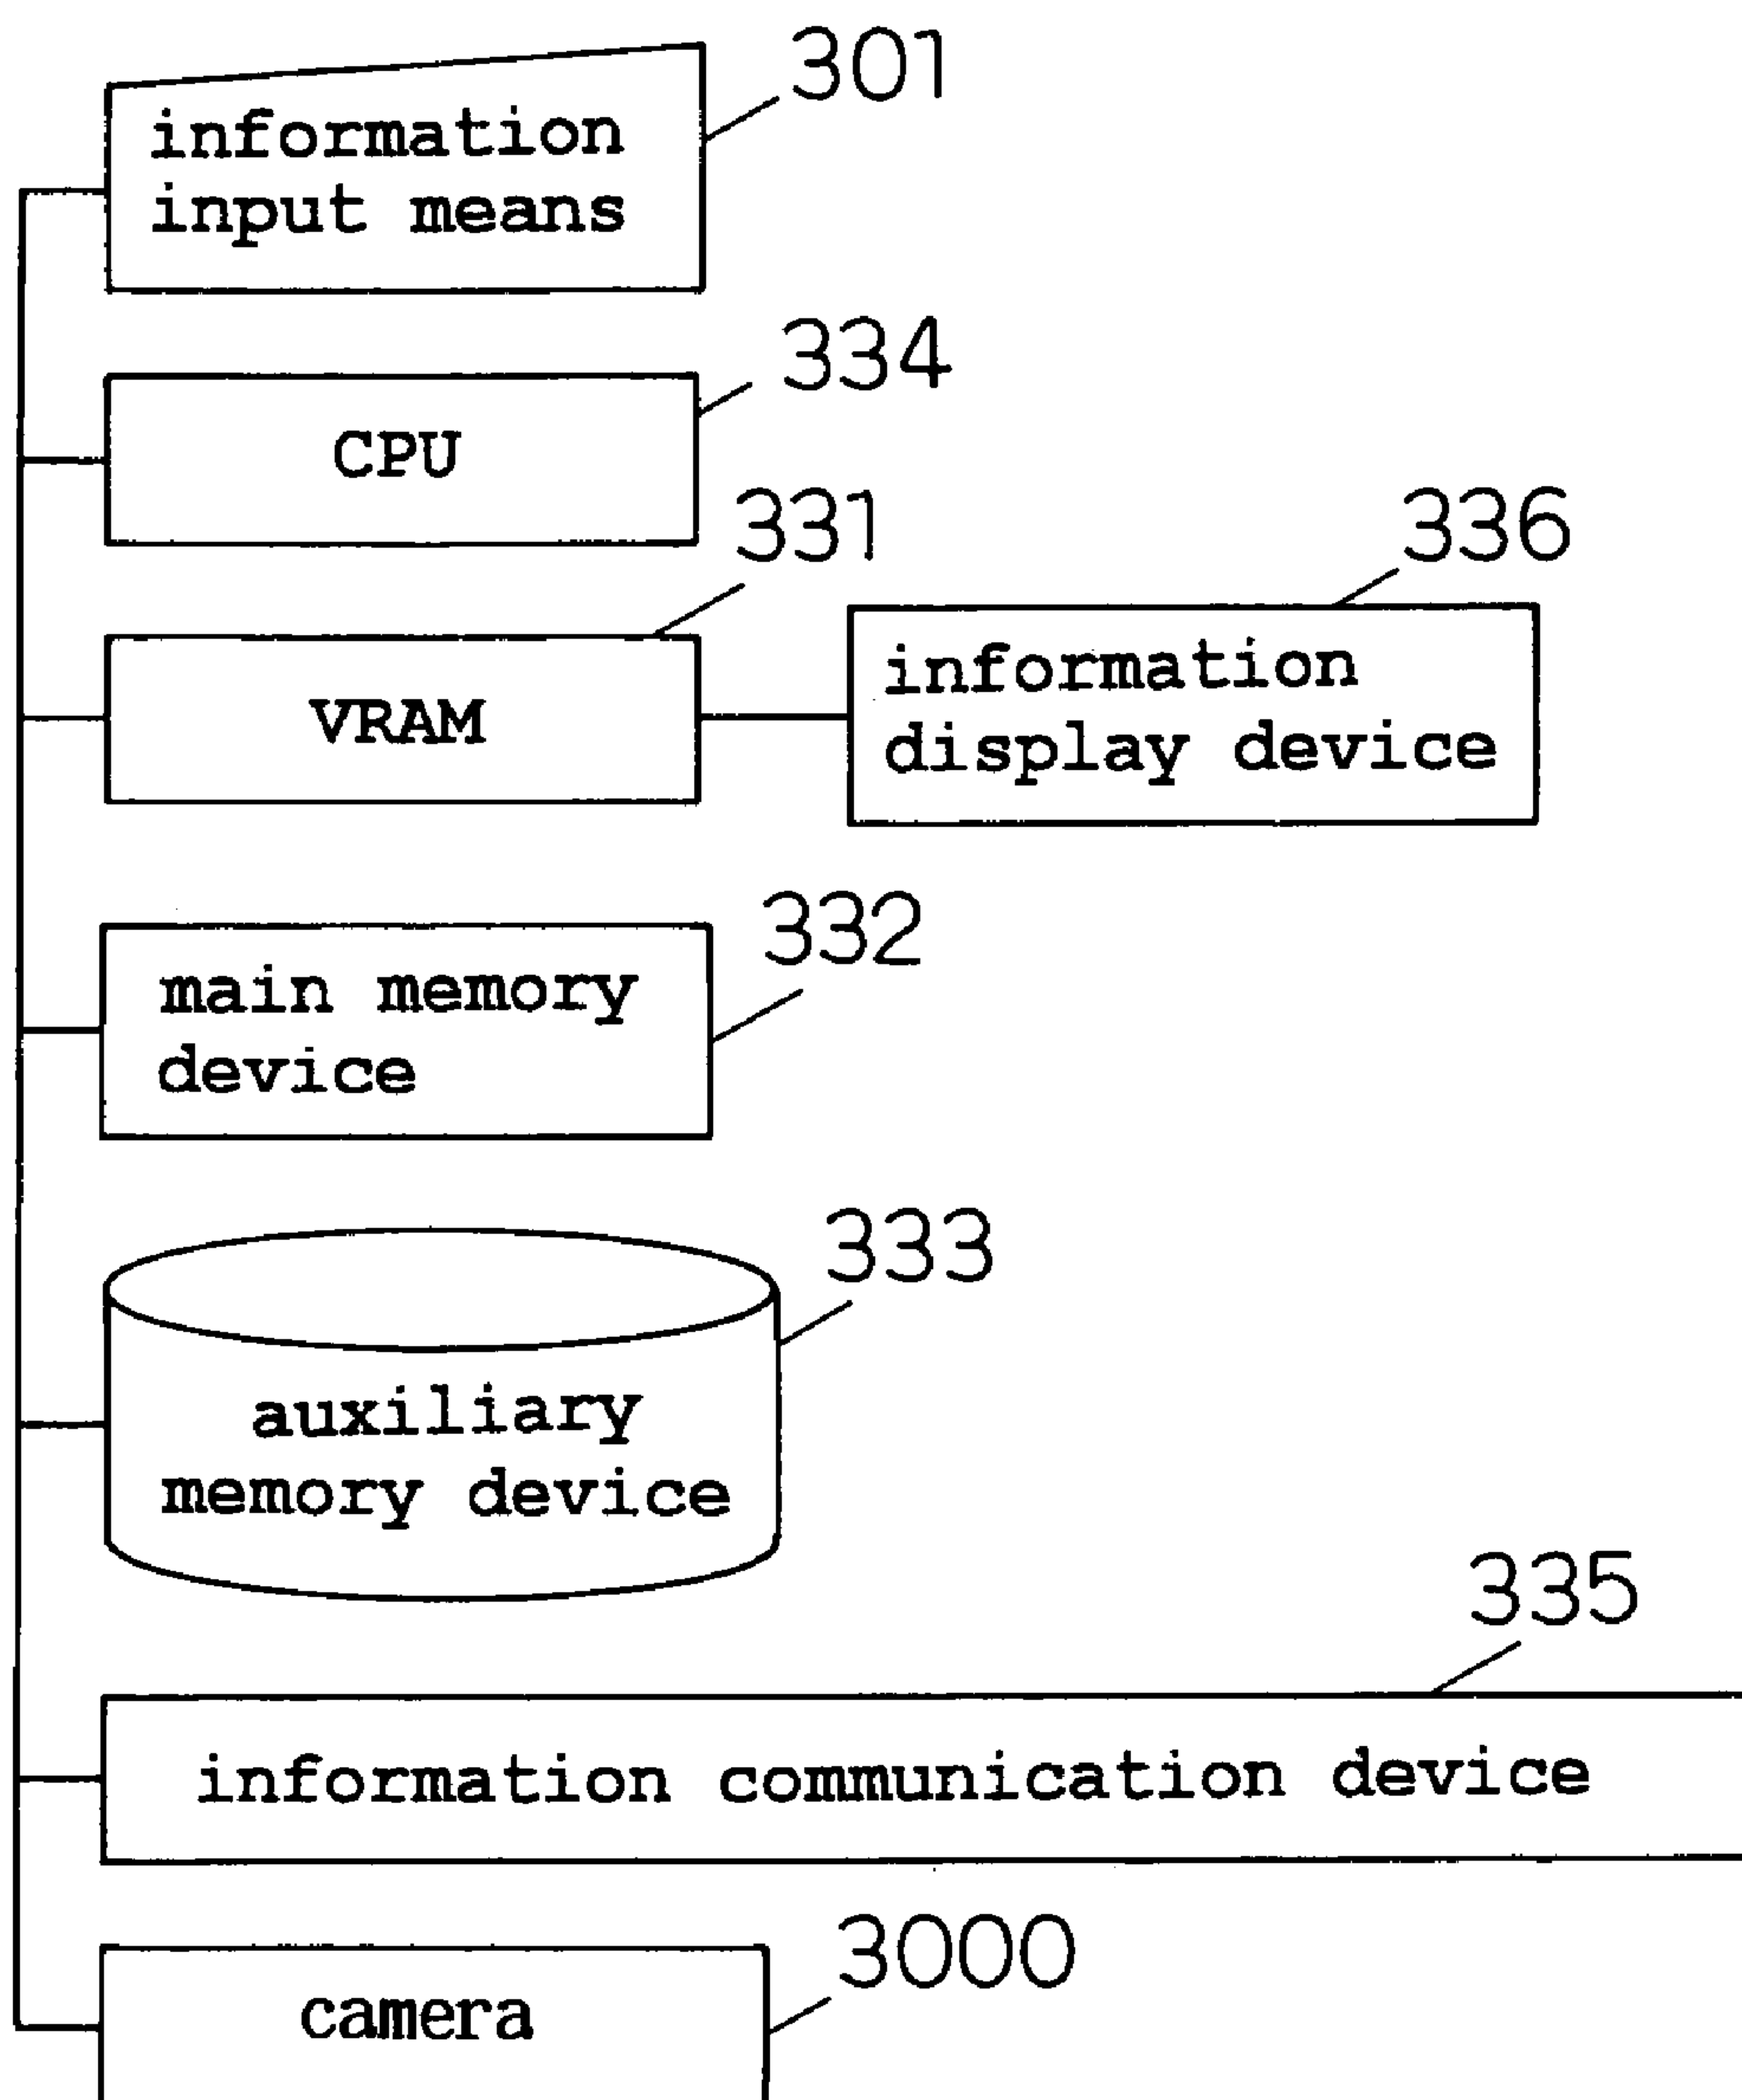 301
information
input means
334
CPU
331
336
VRAM
information
display device
332
main memory
device
333
auxiliary
memory device
335
information communication device
3000
camera